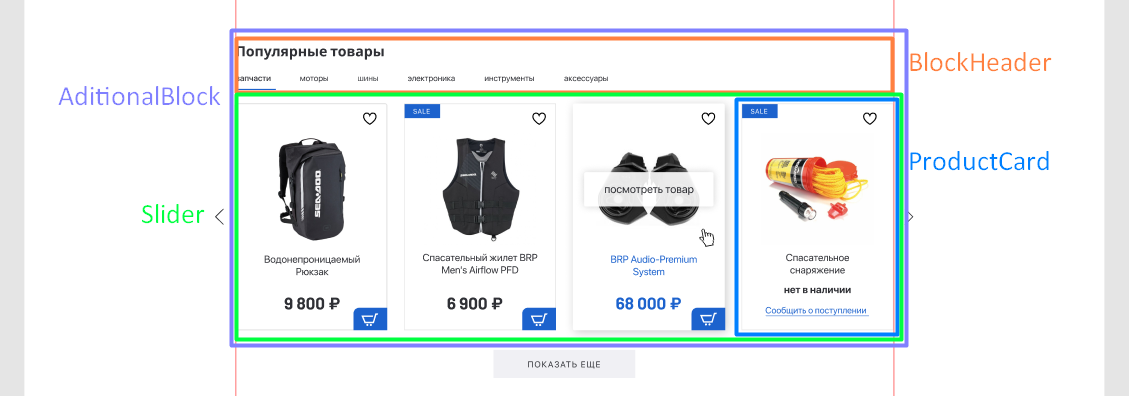 Популярные товары
BlockHeader
запчасти моторы шины электроника инструменты аксессуары
AditionalBlock
SALE SALE
ProductCard
SEADOO
посмотреть товар
Slider
Водонепроницаемый
Рюкзак
Спасательный жилет BRP
Men's Airflow PFD
BRP Audio-Premium
System
Спасательное
снаряжение
9 800 ₽ 6 900 ₽ 68 000 ₽
нет в наличии
Сообщить о поступлении
ПОКАЗАТЬ ЕЩЕ